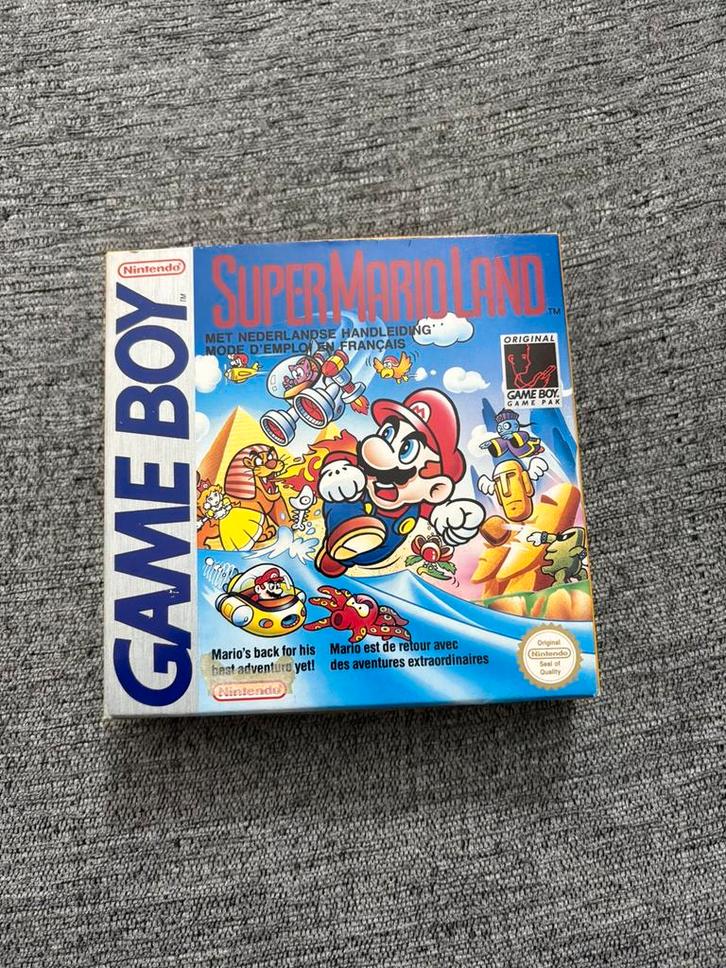 Nintendo
GAME BOY
TM
SUPER MARIO LAND
TM
MET NEDERLANDSE HANDLEIDING
MODE D'EMPLOI EN FRANÇAIS
ORIGINAL
GAME BOY
GAME PAK
M
T
M
Mario's back for his
best adventure yet!
Mario est de retour avec
des aventures extraordinaires
Nintendo
Original
Nintendo
Seal of
Quality